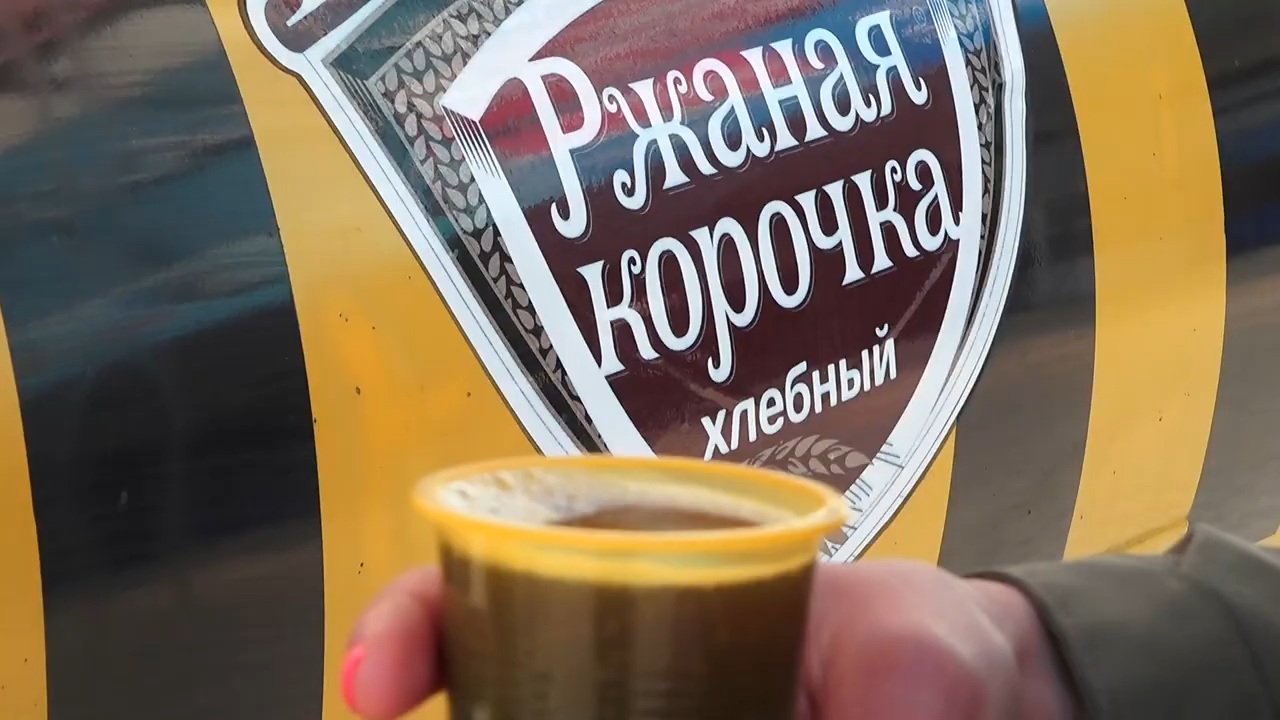 Ржаная
корочка
хлебный